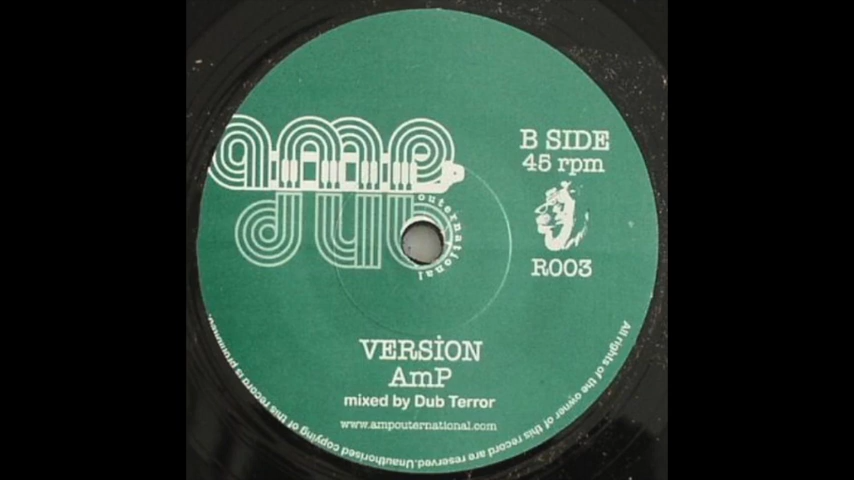 amp
dub
outernational
B SIDE
45 rpm
R003
VERSİON
AmP
mixed by Dub Terror
www.ampouternational.com
All rights of the owner of this record are reserved.Unauthorised copying of this record is prohibited.